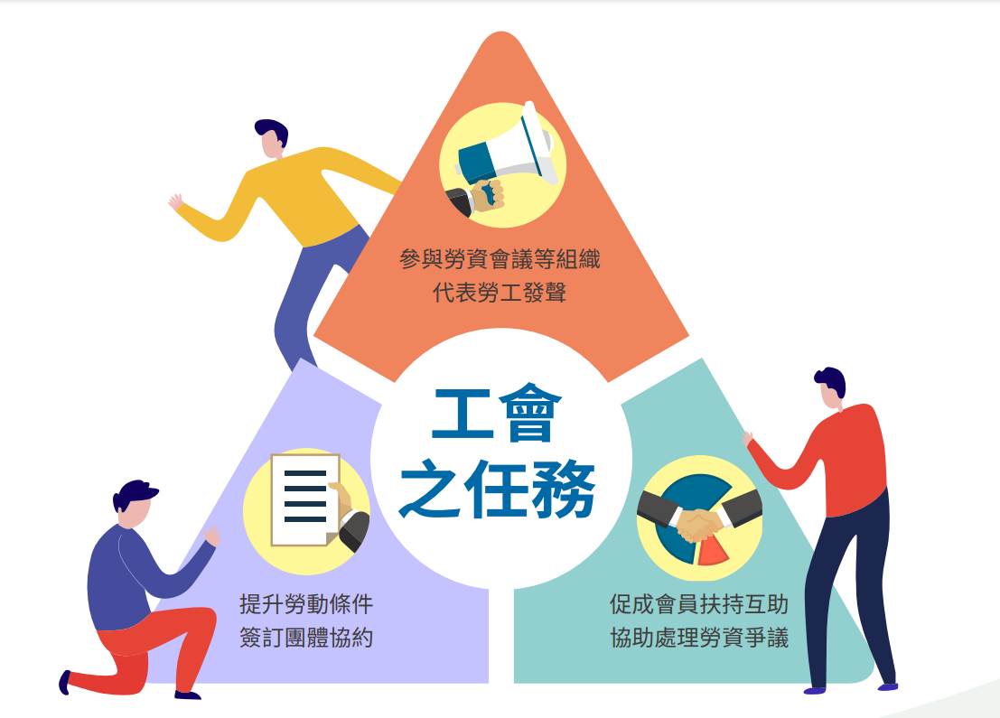 參與勞資會議等組織
代表勞工發聲
工會
之任務
提升勞動條件
簽訂團體協約
促成會員扶持互助
協助處理勞資爭議